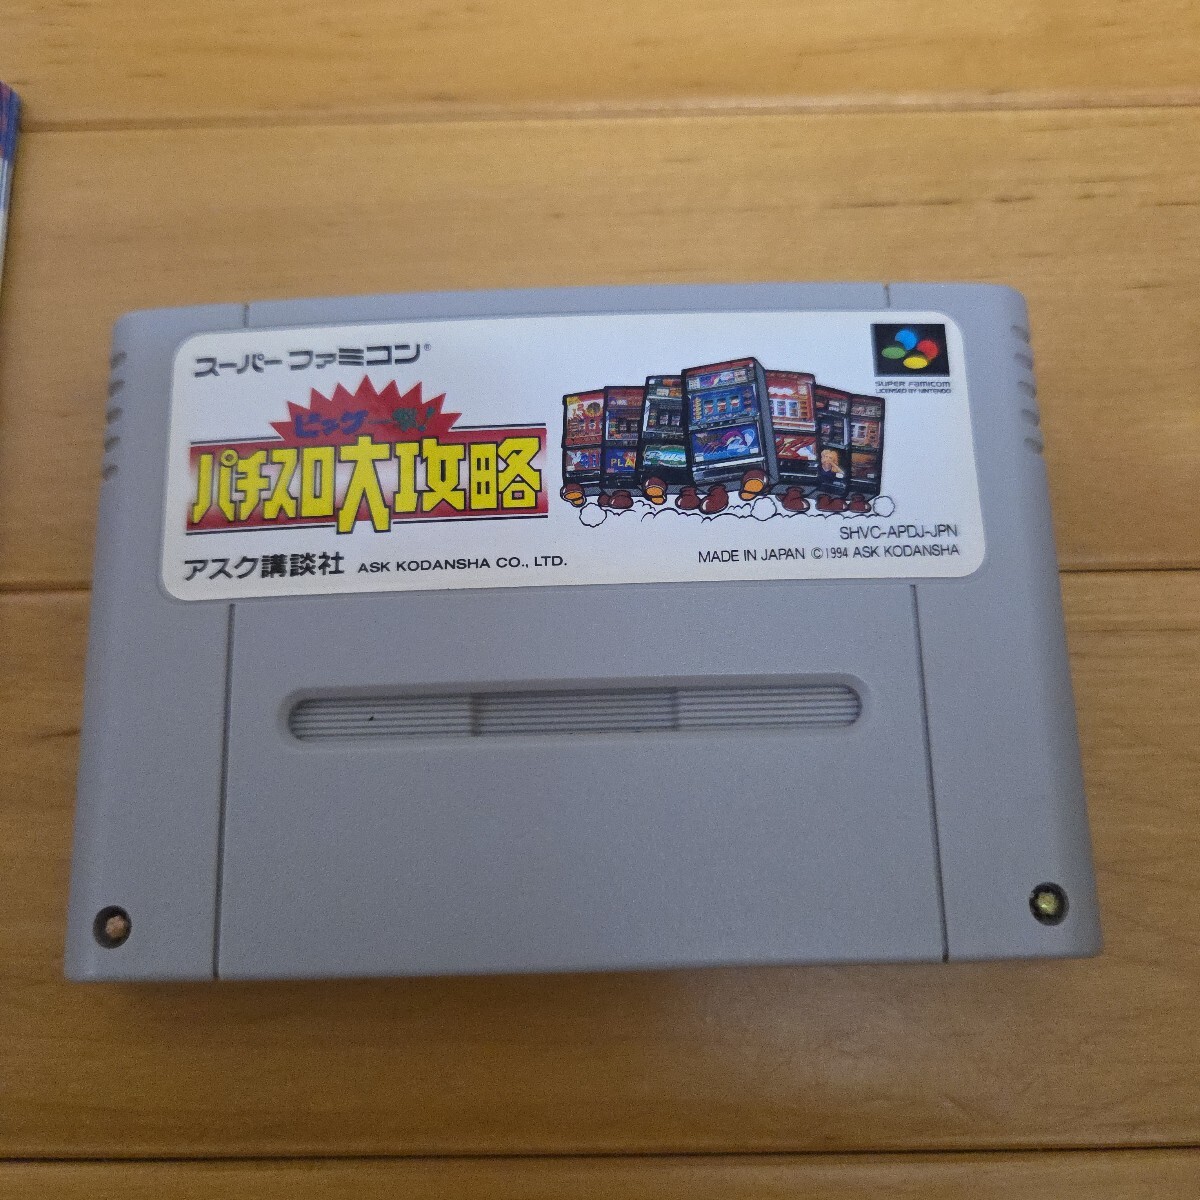 スーパーファミコン®
ビッグ一撃!
パチスロ大攻略
アスク講談社 ASK KODANSHA CO., LTD.
SUPER FAMICOM
LICENSED BY NINTENDO
SHVC-APDJ-JPN
MADE IN JAPAN ©1994 ASK KODANSHA